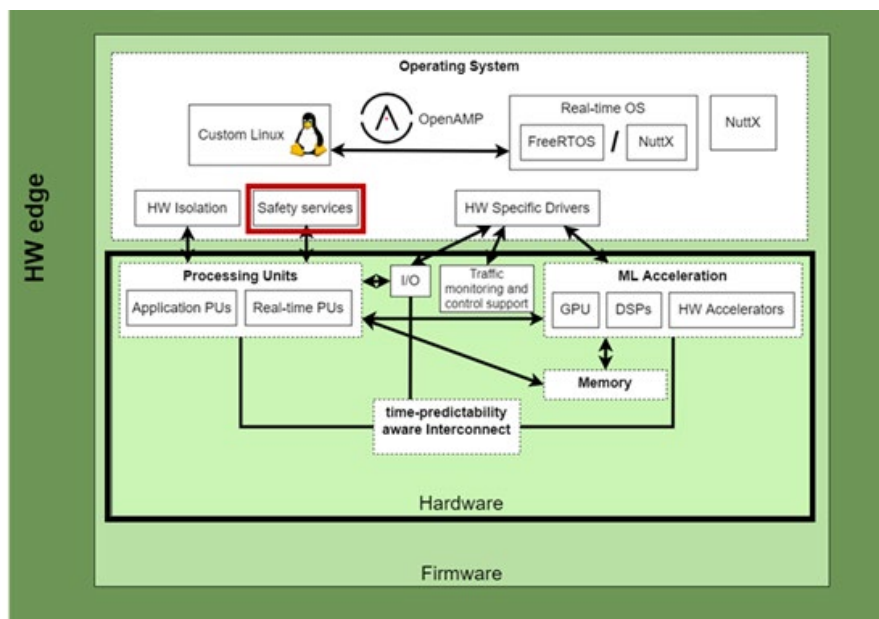 HW edge
Operating System
Custom Linux
OpenAMP
Real-time OS
FreeRTOS
/
NuttX
NuttX
HW Isolation
Safety services
HW Specific Drivers
Processing Units
Application PUs
Real-time PUs
I/O
Traffic
monitoring and
control support
ML Acceleration
GPU
DSPs
HW Accelerators
Memory
time-predictability
aware Interconnect
Hardware
Firmware